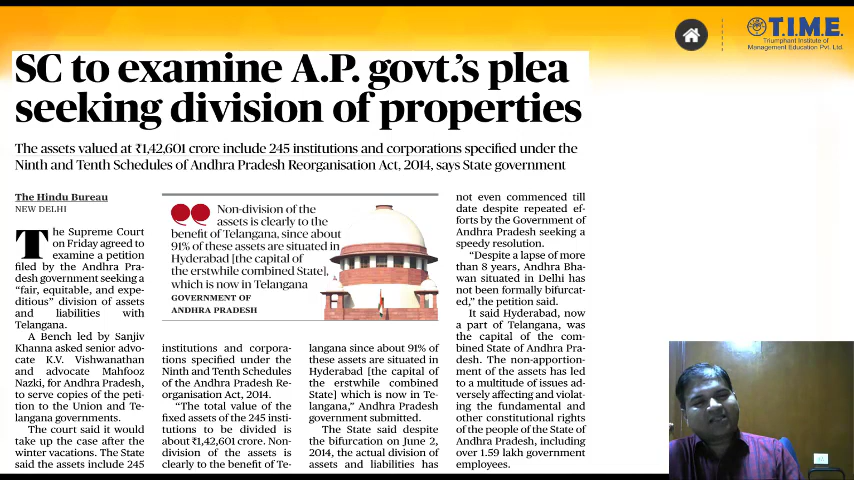 T.I.M.E.
Triumphant Institute of
Management Education Pvt. Ltd.
SC to examine A.P. govt.'s plea
seeking division of properties
The assets valued at ₹1,42,601 crore include 245 institutions and corporations specified under the
Ninth and Tenth Schedules of Andhra Pradesh Reorganisation Act, 2014, says State government
The Hindu Bureau
NEW DELHI
The Supreme Court
on Friday agreed to
examine a petition
filed by the Andhra Pra-
desh government seeking a
“fair, equitable, and expe-
ditious” division of assets
and liabilities with
Telangana.
A Bench led by Sanjiv
Khanna asked senior advo-
cate K.V. Vishwanathan
and advocate Mahfooz
Nazki, for Andhra Pradesh,
to serve copies of the peti-
tion to the Union and Te-
langana governments.
The court said it would
take up the case after the
winter vacations. The State
said the assets include 245
Non-division of the
assets is clearly to the
benefit of Telangana, since about
91% of these assets are situated in
Hyderabad [the capital of
the erstwhile combined State],
which is now in Telangana
GOVERNMENT OF
ANDHRA PRADESH
institutions and corpora-
tions specified under the
Ninth and Tenth Schedules
of the Andhra Pradesh Re-
organisation Act, 2014.
“The total value of the
fixed assets of the 245 insti-
tutions to be divided is
about ₹1,42,601 crore. Non-
division of the assets is
clearly to the benefit of Te-
langana since about 91% of
these assets are situated in
Hyderabad [the capital of
the erstwhile combined
State] which is now in Te-
langana,” Andhra Pradesh
government submitted.
The State said despite
the bifurcation on June 2,
2014, the actual division of
assets and liabilities has
not even commenced till
date despite repeated ef-
forts by the Government of
Andhra Pradesh seeking a
speedy resolution.
“Despite a lapse of more
than 8 years, Andhra Bha-
wan situated in Delhi has
not been formally bifurcat-
ed,” the petition said.
It said Hyderabad, now
a part of Telangana, was
the capital of the com-
bined State of Andhra Pra-
desh. The non-apportion-
ment of the assets has led
to a multitude of issues ad-
versely affecting and violat-
ing the fundamental and
other constitutional rights
of the people of the State of
Andhra Pradesh, including
over 1.59 lakh government
employees.